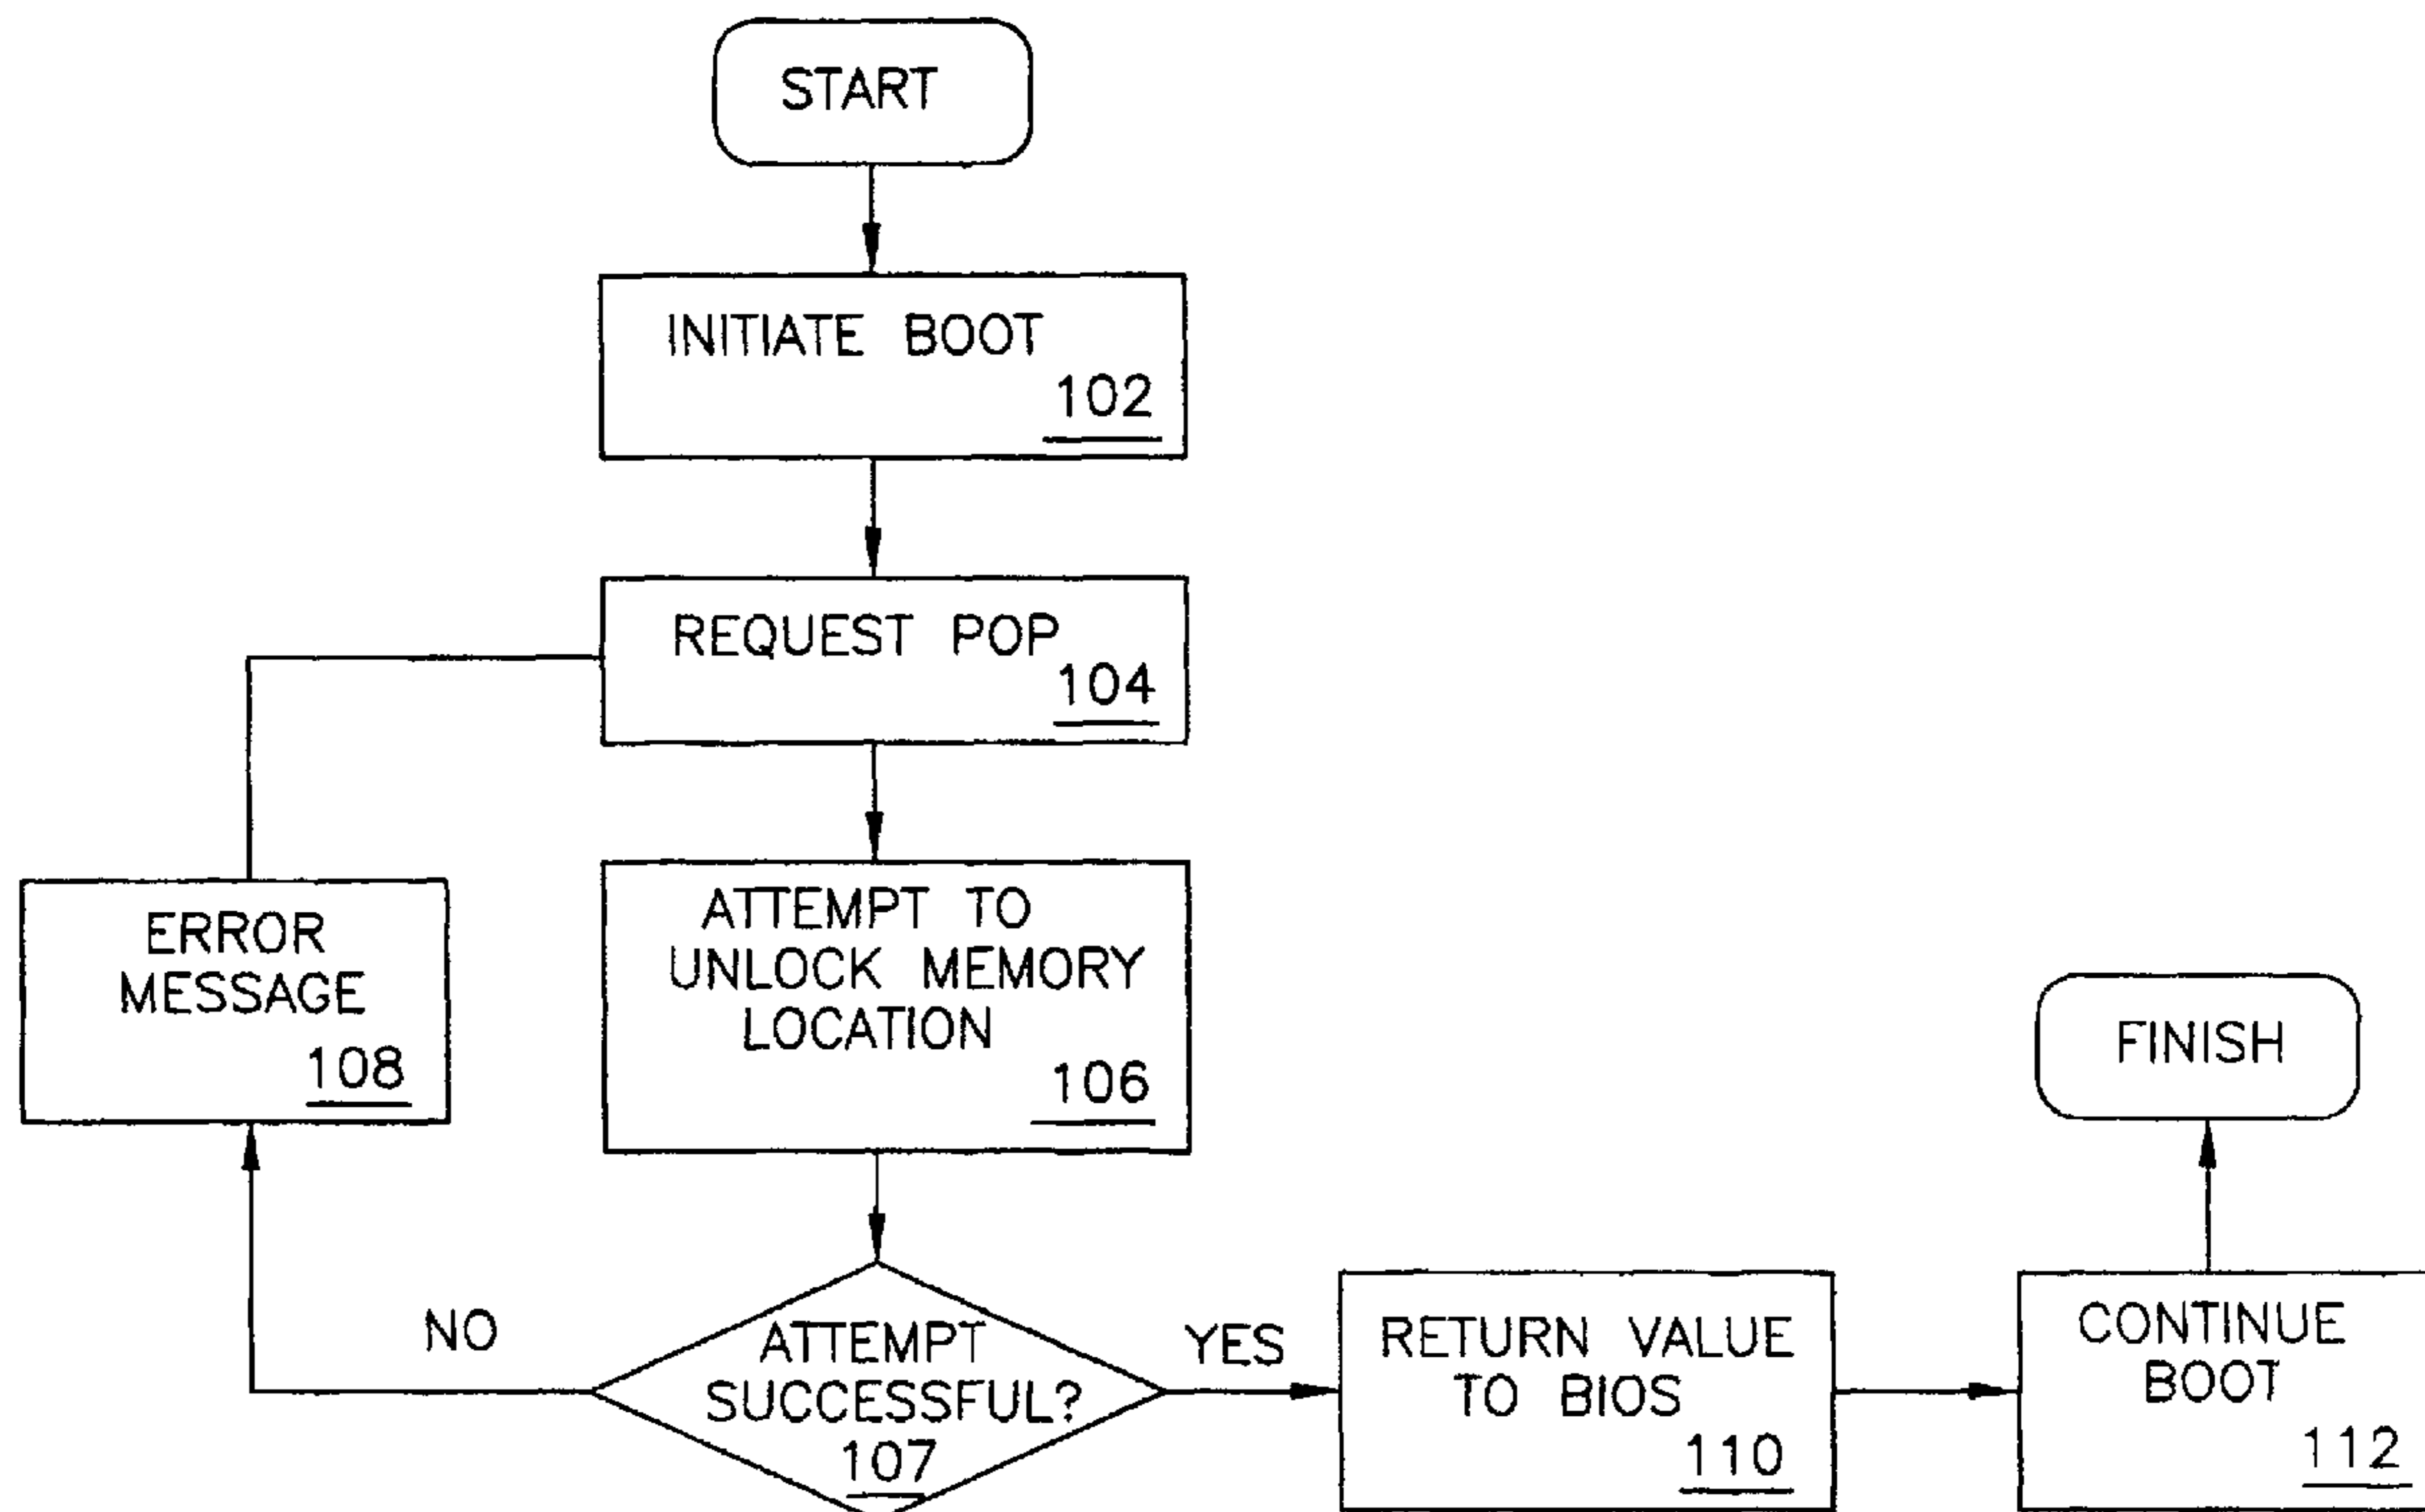 START
INITIATE BOOT
102
REQUEST POP
104
ATTEMPT TO
UNLOCK MEMORY
LOCATION
106
ERROR
MESSAGE
108
FINISH
NO
ATTEMPT
SUCCESSFUL?
107
YES
RETURN VALUE
TO BIOS
110
CONTINUE
BOOT
112